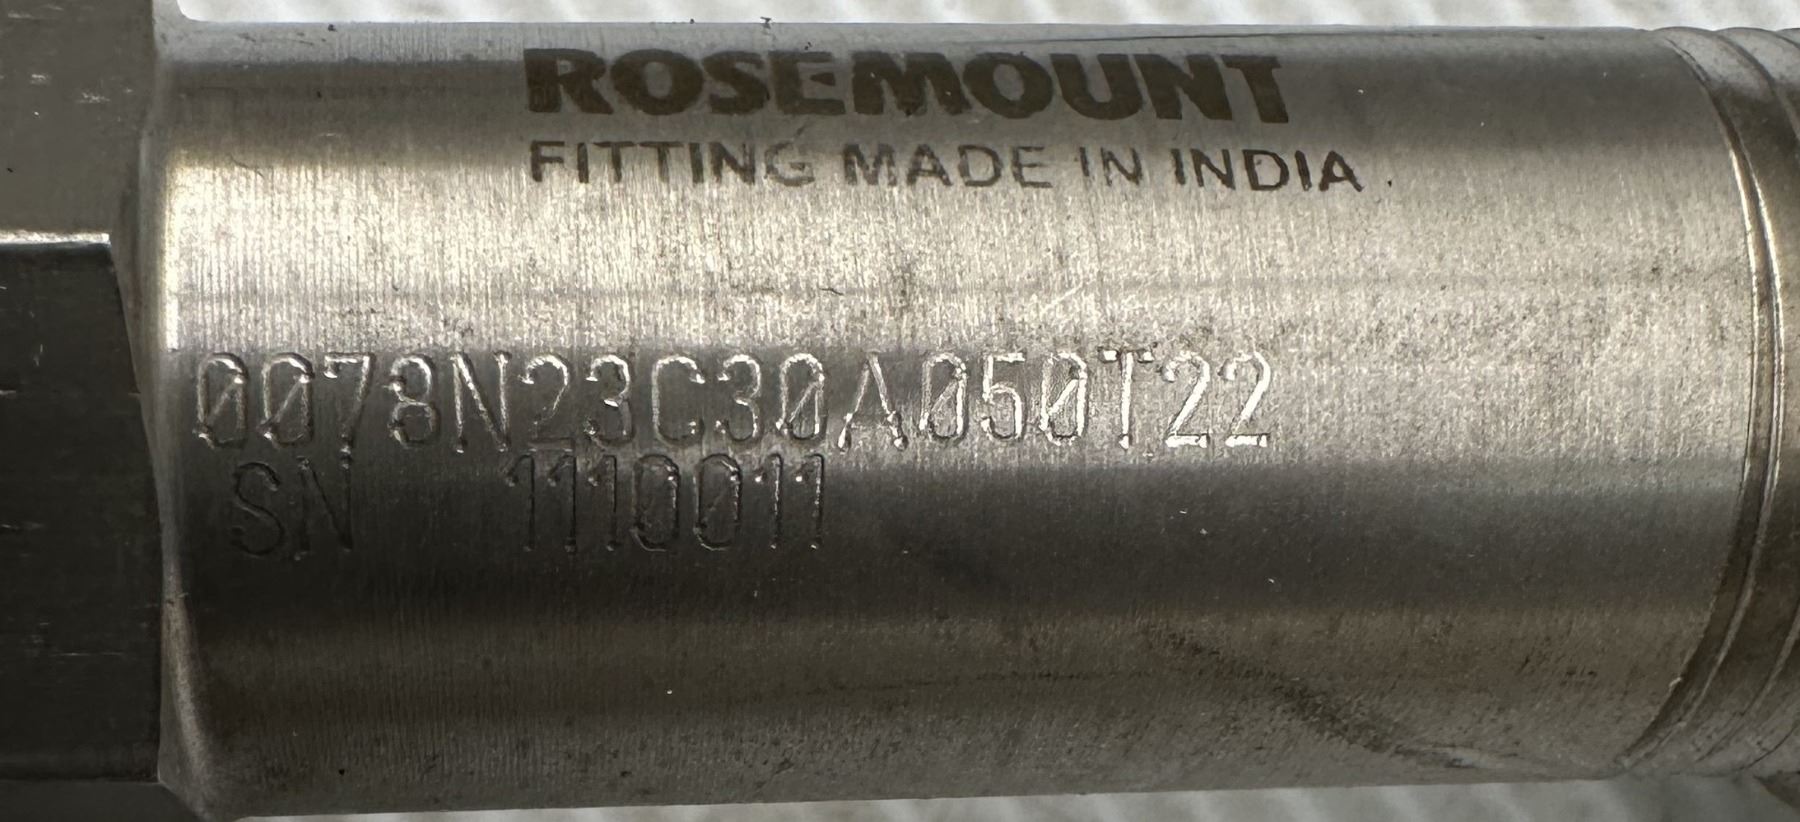 ROSEMOUNT
FITTING MADE IN INDIA
0078N23C30A050T22
SN 1110011